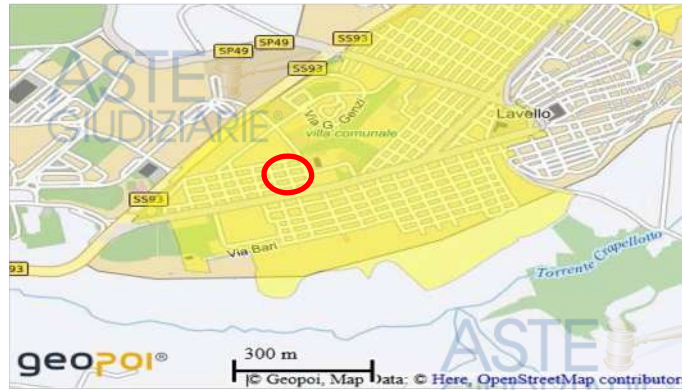 SP49
SP49
SS93
SS93
ASTE
GIUDIZIARIE®
Via G. Genzi
villa comunale
Lavello
SS93
Via Bari
93
Torrente Crapellotto
geopoi®
300 m
ASTE
© Geopoi, Map Data: © Here, OpenStreetMap contributor